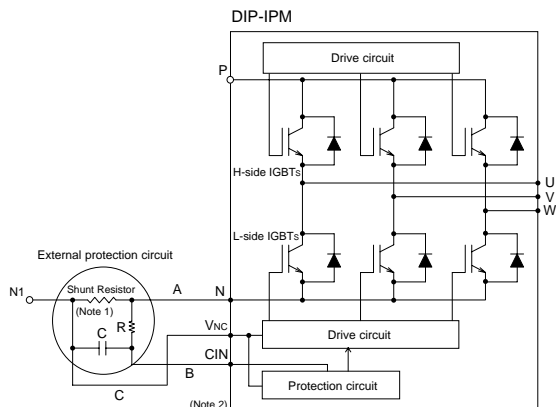 DIP-IPM
Drive circuit
P
H-side IGBTS
U
V
W
L-side IGBTS
External protection circuit
N1
Shunt Resistor
A
N
(Note 1)
VNC
Drive circuit
R
C
CIN
B
C
Protection circuit
(Note 2)